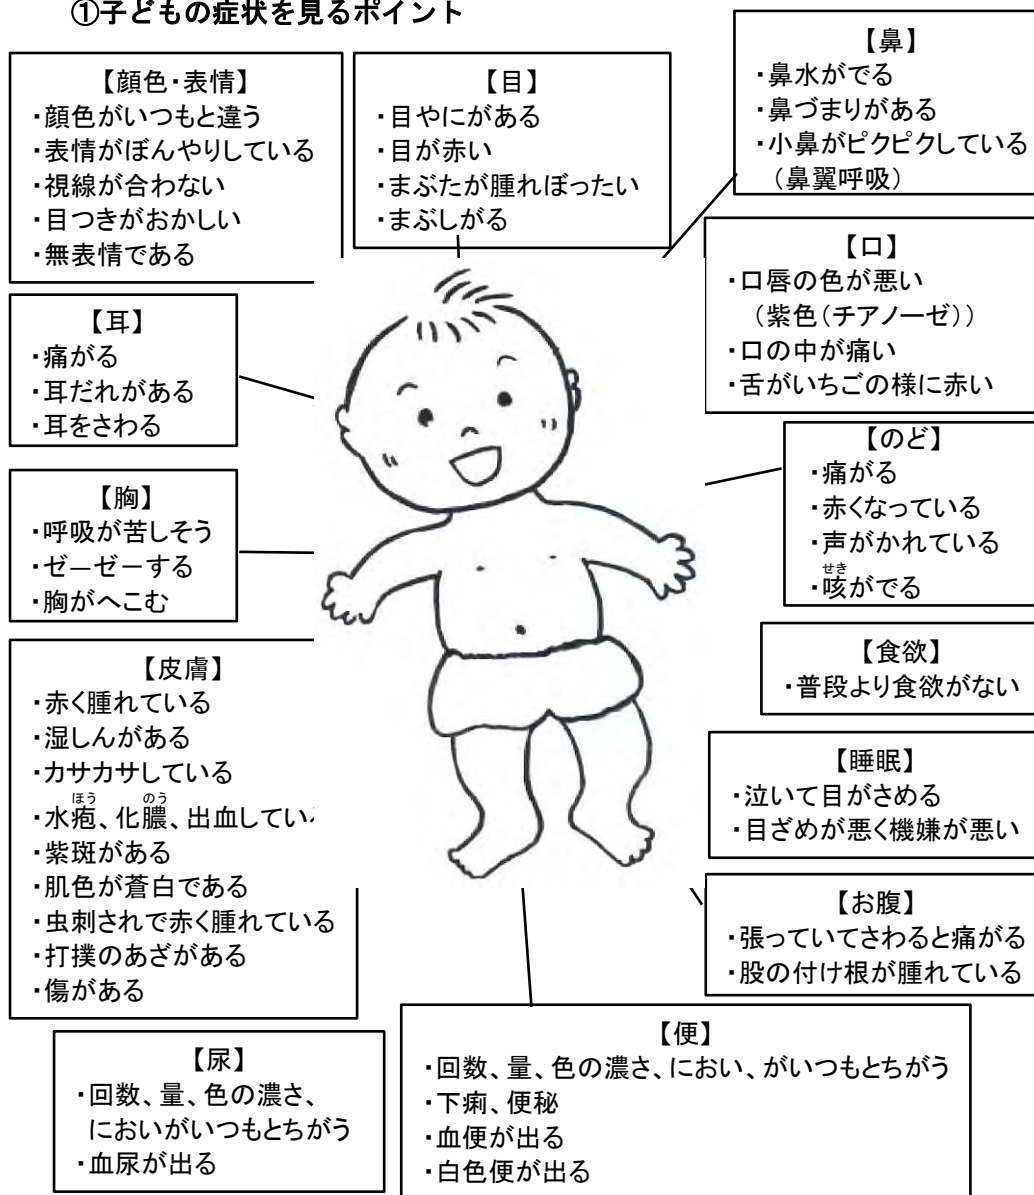 ①子どもの症状を見るポイント
【顔色・表情】
・顔色がいつもと違う
・表情がぼんやりしている
・視線が合わない
・目つきがおかしい
・無表情である
【目】
・目やにがある
・目が赤い
・まぶたが腫れぼったい
・まぶしがる
【鼻】
・鼻水がでる
・鼻づまりがある
・小鼻がピクピクしている
（鼻翼呼吸）
【耳】
・痛がる
・耳だれがある
・耳をさわる
【口】
・口唇の色が悪い
（紫色（チアノーゼ））
・口の中が痛い
・舌がいちごの様に赤い
【のど】
・痛がる
・赤くなっている
・声がかれている
せき
・咳がでる
【胸】
・呼吸が苦しそう
・ゼーゼーする
・胸がへこむ
【食欲】
・普段より食欲がない
【皮膚】
・赤く腫れている
・湿しんがある
・カサカサしている
ほう のう
・水疱、化膿、出血してい
・紫斑がある
・肌色が蒼白である
・虫刺されで赤く腫れている
・打撲のあざがある
・傷がある
【睡眠】
・泣いて目がさめる
・目ざめが悪く機嫌が悪い
【お腹】
・張っていてさわると痛がる
・股の付け根が腫れている
【尿】
・回数、量、色の濃さ、
においがいつもとちがう
・血尿が出る
【便】
・回数、量、色の濃さ、におい、がいつもとちがう
・下痢、便秘
・血便が出る
・白色便が出る